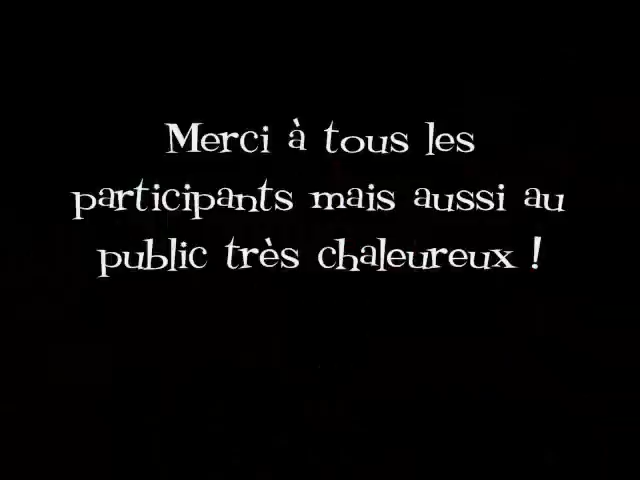 Merci à tous les
participants mais aussi au
public très chaleureux !